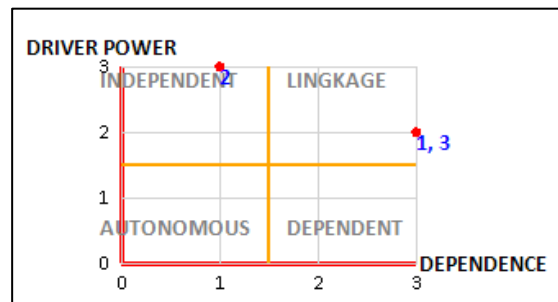 DRIVER POWER
3
INDEPENDENT LINGKAGE
2
2
1, 3
1
AUTONOMOUS DEPENDENT
0
DEPENDENCE
0 1 2 3